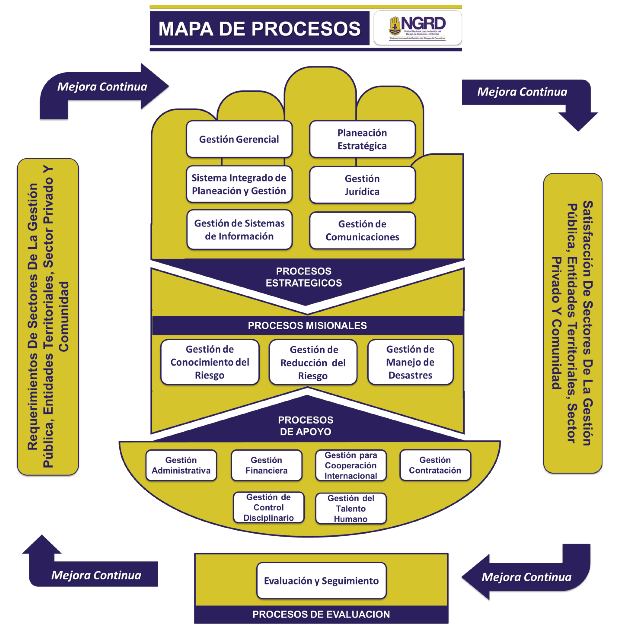 MAPA DE PROCESOS
NGRD
Mejora Continua
Mejora Continua
Requerimientos De Sectores De La Gestión
Pública, Entidades Territoriales, Sector Privado Y
Comunidad
Gestión Gerencial
Planeación
Estratégica
Sistema Integrado de
Planeación y Gestión
Gestión
Jurídica
Gestión de Sistemas
de Información
Gestión de
Comunicaciones
PROCESOS
ESTRATEGICOS
PROCESOS MISIONALES
Gestión de
Conocimiento del
Riesgo
Gestión de
Reducción del
Riesgo
Gestión de
Manejo de
Desastres
PROCESOS
DE APOYO
Gestión
Administrativa
Gestión
Financiera
Gestión para
Cooperación
Internacional
Gestión
Contratación
Gestión de
Control
Disciplinario
Gestión del
Talento
Humano
Satisfacción De Sectores De La Gestión
Pública, Entidades Territoriales, Sector
Privado Y Comunidad
Mejora Continua
Evaluación y Seguimiento
Mejora Continua
PROCESOS DE EVALUACION